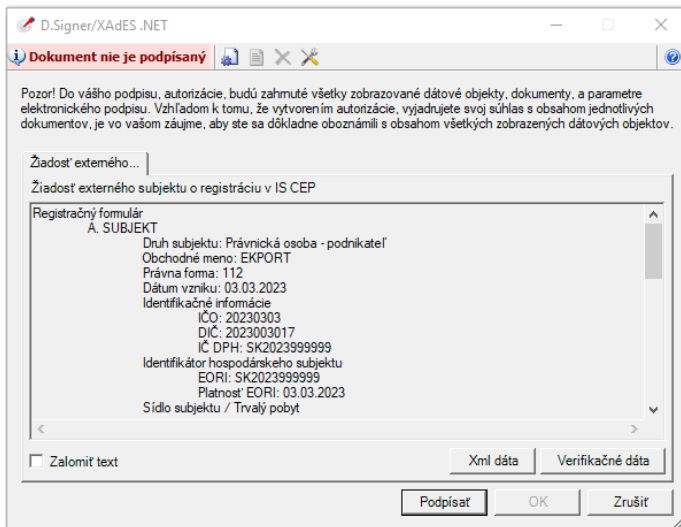 D.Signer/XAdES .NET
Dokument nie je podpísaný
Pozor! Do vášho podpisu, autorizácie, budú zahrnuté všetky zobrazované dátové objekty, dokumenty, a parametre
elektronického podpisu. Vzhľadom k tomu, že vytvorením autorizácie, vyjadrujete svoj súhlas s obsahom jednotlivých
dokumentov, je vo vašom záujme, aby ste sa dôkladne oboznámili s obsahom všetkých zobrazených dátových objektov.
Žiadosť externého...
Žiadosť externého subjektu o registráciu v IS CEP
Registračný formulár
A. SUBJEKT
Druh subjektu: Právnická osoba - podnikateľ
Obchodné meno: EKPORT
Právna forma: 112
Dátum vzniku: 03.03.2023
Identifikačné informácie
IČO: 20230303
DIČ: 2023003017
IČ DPH: SK2023999999
Identifikátor hospodárskeho subjektu
EORI: SK2023999999
Platnosť EORI: 03.03.2023
Sídlo subjektu / Trvalý pobyt
Zalomiť text
Xml dáta
Verifikačné dáta
Podpísať
OK
Zrušiť